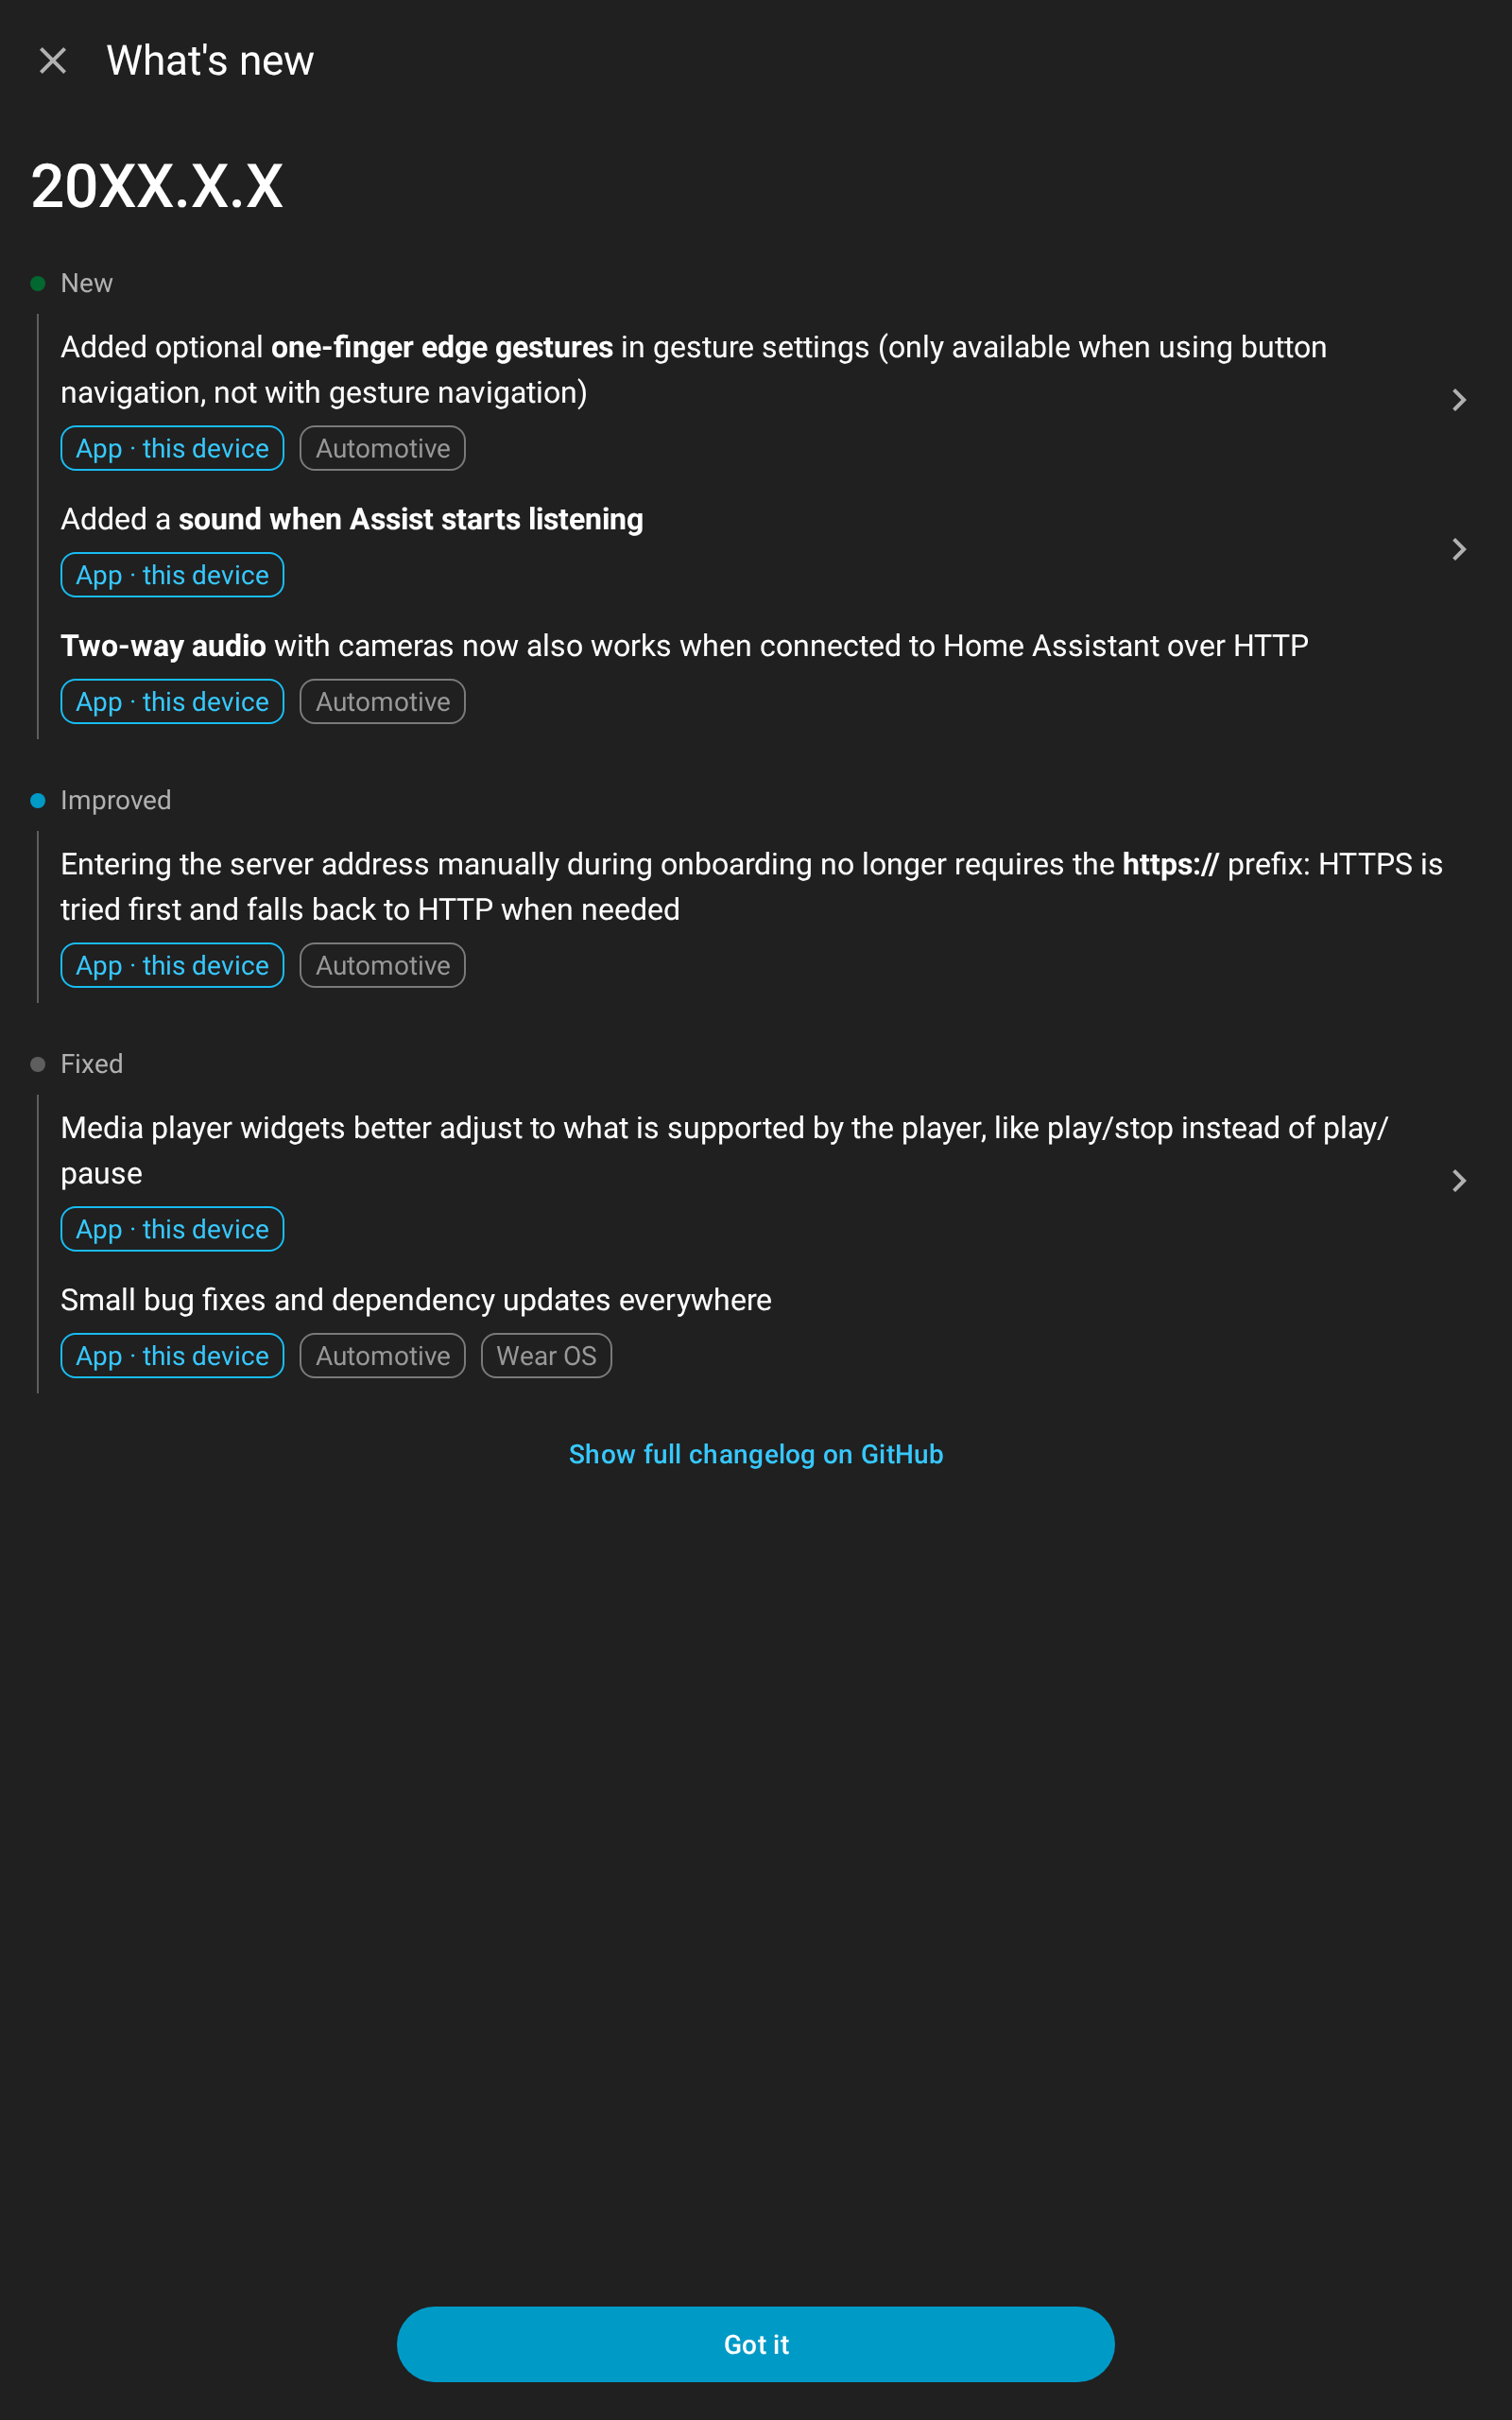 What's new
20XX.X.X
New
Added optional one-finger edge gestures in gesture settings (only available when using button
navigation, not with gesture navigation)
App · this device Automotive
Added a sound when Assist starts listening
App · this device
Two-way audio with cameras now also works when connected to Home Assistant over HTTP
App · this device Automotive
Improved
Entering the server address manually during onboarding no longer requires the https:// prefix: HTTPS is
tried first and falls back to HTTP when needed
App · this device Automotive
Fixed
Media player widgets better adjust to what is supported by the player, like play/stop instead of play/
pause
App · this device
Small bug fixes and dependency updates everywhere
App · this device Automotive Wear OS
Show full changelog on GitHub
Got it